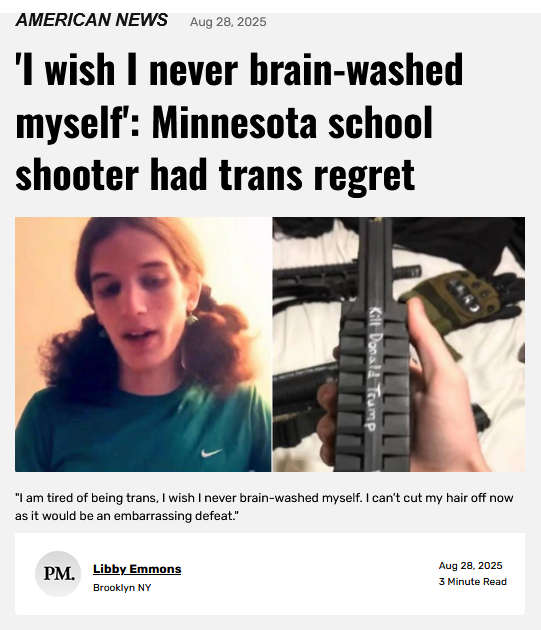 AMERICAN NEWS Aug 28, 2025
'I wish I never brain-washed
myself': Minnesota school
shooter had trans regret
Kill Donald Trump
"I am tired of being trans, I wish I never brain-washed myself. I can't cut my hair off now
as it would be an embarrassing defeat."
PM.
Libby Emmons
Brooklyn NY
Aug 28, 2025
3 Minute Read